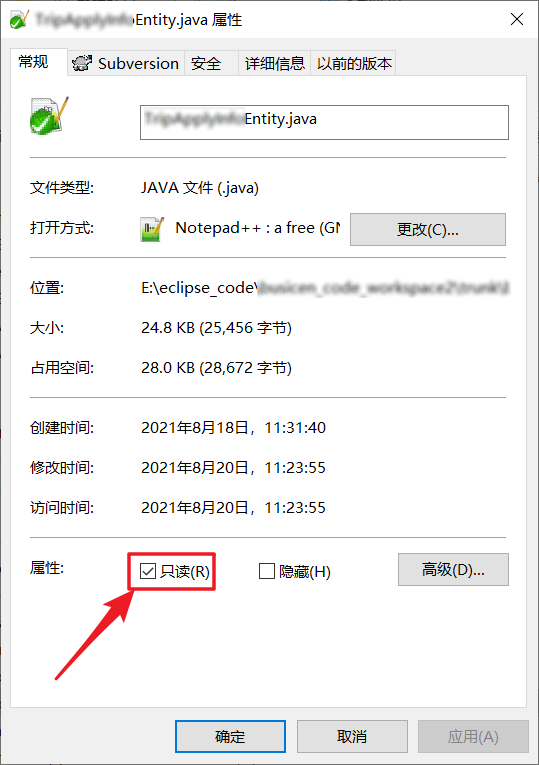 Entity.java 属性
常规 Subversion 安全 详细信息 以前的版本
Entity.java
文件类型: JAVA 文件 (.java)
打开方式: Notepad++ : a free (GN 更改(C)...
位置: E:\eclipse_code\
大小: 24.8 KB (25,456 字节)
占用空间: 28.0 KB (28,672 字节)
创建时间: 2021年8月18日，11:31:40
修改时间: 2021年8月20日，11:23:55
访问时间: 2021年8月20日，11:23:55
属性: 只读(R) 隐藏(H) 高级(D)...
确定 取消 应用(A)